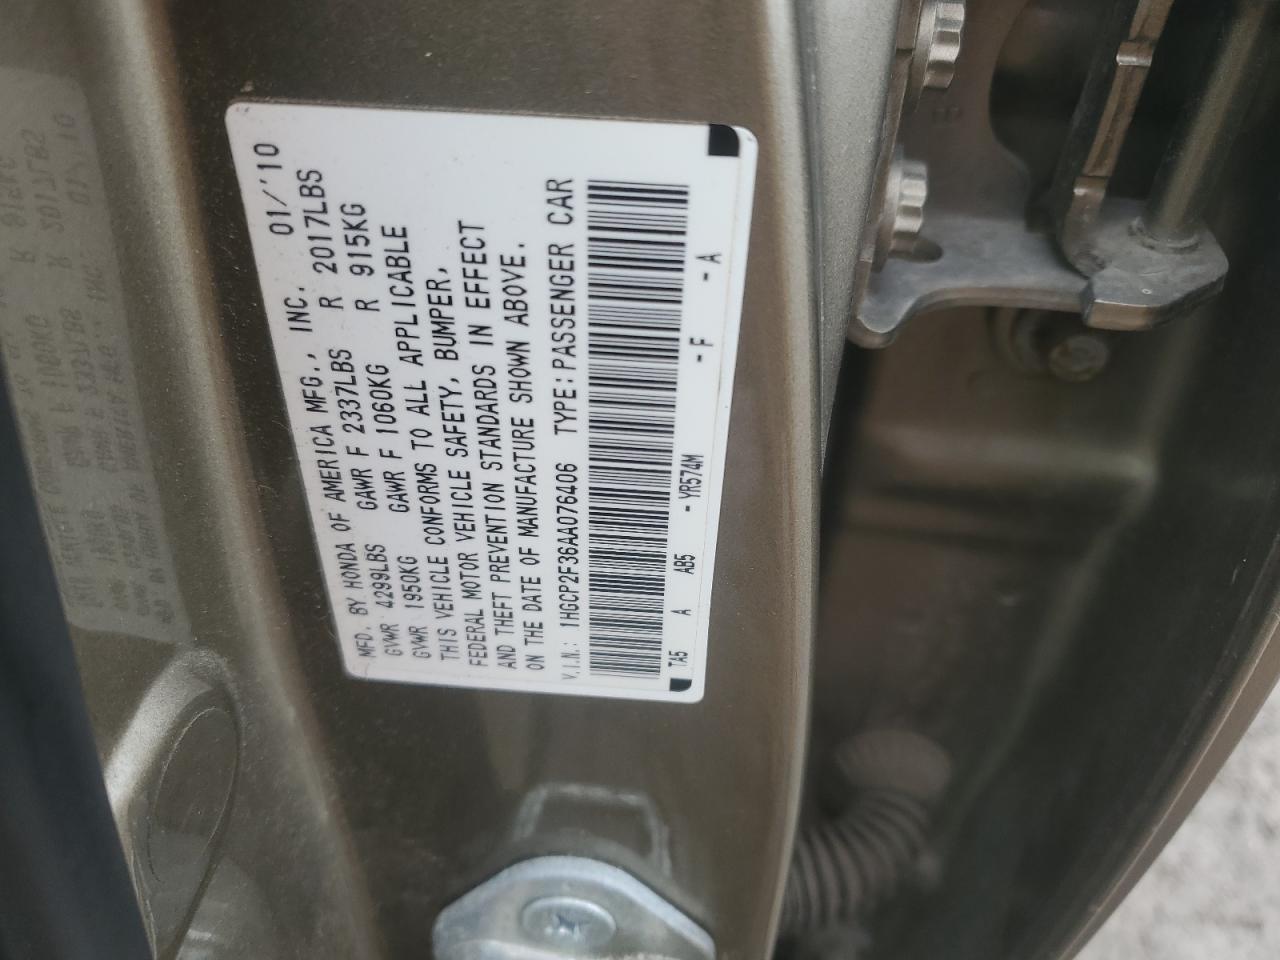 MFD. BY HONDA OF AMERICA MFG., INC. 01/'10
GVWR 4299LBS GAWR F 2337LBS R 2017LBS
GVWR 1950KG GAWR F 1060KG R 915KG
THIS VEHICLE CONFORMS TO ALL APPLICABLE
FEDERAL MOTOR VEHICLE SAFETY, BUMPER,
AND THEFT PREVENTION STANDARDS IN EFFECT
ON THE DATE OF MANUFACTURE SHOWN ABOVE.
V.I.N.: 1HGCP2F36AA076406 TYPE: PASSENGER CAR
TA5 A AB5 - YR574M - F - A